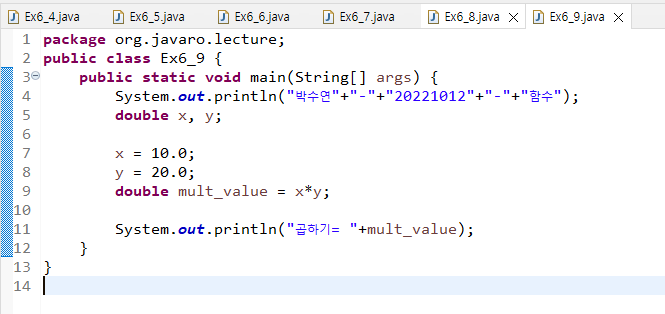 Ex6_4.java Ex6_5.java Ex6_6.java Ex6_7.java Ex6_8.java Ex6_9.java
1 package org.javaro.lecture;
2 public class Ex6_9 {
3 public static void main(String[] args) {
4 System.out.println("박수연"+"-"+"20221012"+"-"+"함수");
5 double x, y;
6
7 x = 10.0;
8 y = 20.0;
9 double mult_value = x*y;
10
11 System.out.println("곱하기= "+mult_value);
12 }
13 }
14